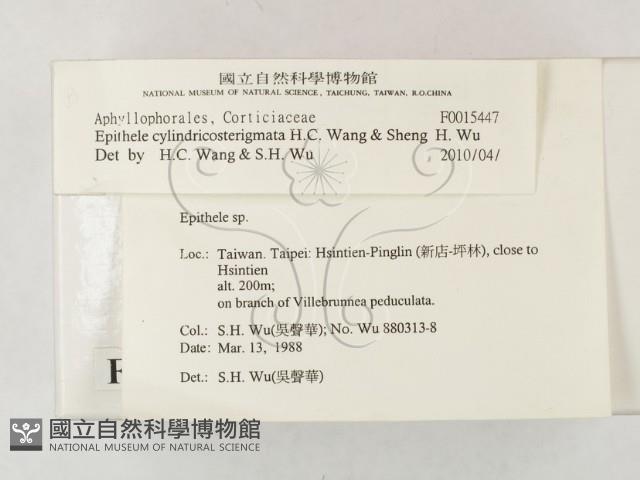 國立自然科學博物館
NATIONAL MUSEUM OF NATURAL SCIENCE, TAICHUNG, TAIWAN, R.O.CHINA
Aphyllophorales, Corticiaceae F0015447
Epithele cylindricosterigmata H.C. Wang & Sheng H. Wu
Det by H.C. Wang & S.H. Wu 2010/04/
Epithele sp.
Loc.: Taiwan. Taipei: Hsintien-Pinglin (新店-坪林), close to
Hsintien
alt. 200m;
on branch of Villebrunnea peduculata.
Col.: S.H. Wu(吳聲華); No. Wu 880313-8
Date: Mar. 13, 1988
Det.: S.H. Wu(吳聲華)
國立自然科學博物館
NATIONAL MUSEUM OF NATURAL SCIENCE